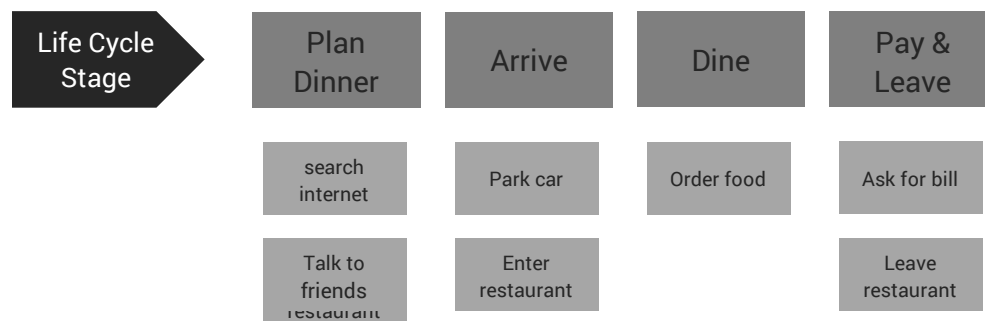 Life Cycle
Stage
Plan
Dinner
Arrive
Dine
Pay &
Leave
search
internet
Park car
Order food
Ask for bill
Talk to
friends
restaurant
Enter
restaurant
Leave
restaurant